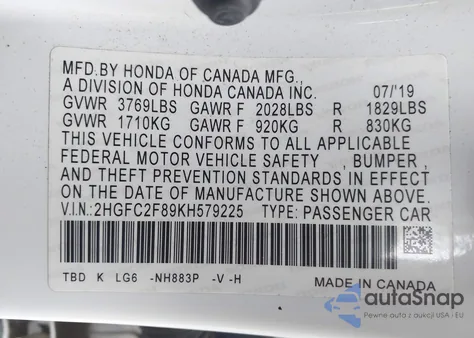 MFD.BY HONDA OF CANADA MFG.,
A DIVISION OF HONDA CANADA INC. 07/'19
GVWR 3769LBS GAWR F 2028LBS R 1829LBS
GVWR 1710KG GAWR F 920KG R 830KG
THIS VEHICLE CONFORMS TO ALL APPLICABLE
FEDERAL MOTOR VEHICLE SAFETY , BUMPER ,
AND THEFT PREVENTION STANDARDS IN EFFECT
ON THE DATE OF MANUFACTURE SHOWN ABOVE.
V.I.N.:2HGFC2F89KH579225 TYPE: PASSENGER CAR
TBD K LG6 -NH883P -V -H MADE IN CANADA
autoSnap
Pewne auto z aukcji USA i EU